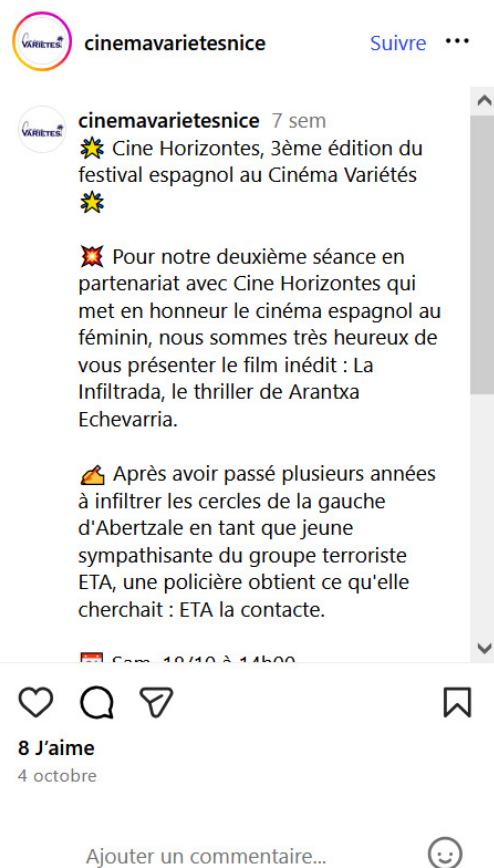 VARIÉTÉS
cinemavarietesnice
Suivre
VARIÉTÉS
cinemavarietesnice 7 sem
🌟 Cine Horizontes, 3ème édition du
festival espagnol au Cinéma Variétés
🌟
💥 Pour notre deuxième séance en
partenariat avec Cine Horizontes qui
met en honneur le cinéma espagnol au
féminin, nous sommes très heureux de
vous présenter le film inédit : La
Infiltrada, le thriller de Arantxa
Echevarria.
✍️ Après avoir passé plusieurs années
à infiltrer les cercles de la gauche
d'Abertzale en tant que jeune
sympathisante du groupe terroriste
ETA, une policière obtient ce qu'elle
cherchait : ETA la contacte.
📅 Sam. 18/10 à 14h00
8 J'aime
4 octobre
Ajouter un commentaire...